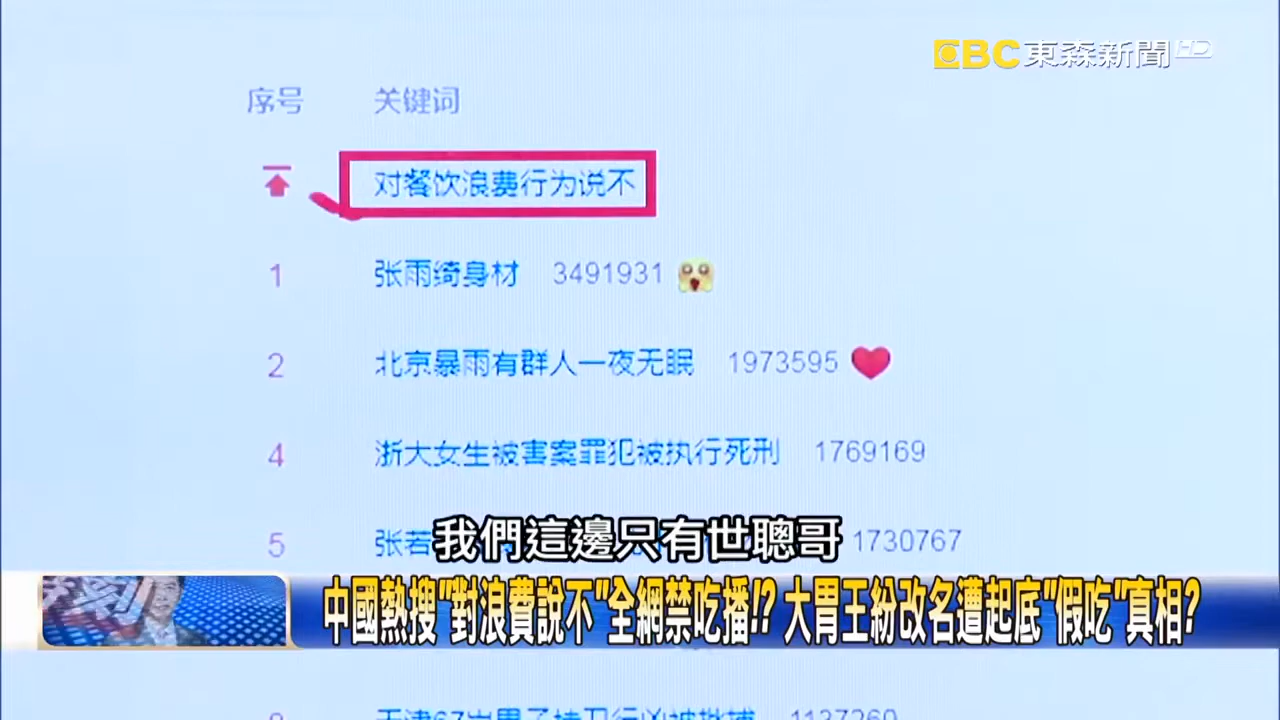 EBC 東森新聞 HD
序号 关键词
对餐饮浪费行为说不
1 张雨绮身材 3491931
2 北京暴雨有群人一夜无眠 1973595
4 浙大女生被害案罪犯被执行死刑 1769169
5 张若 1730767
我們這邊只有世聰哥
中國熱搜"對浪費說不"全網禁吃播!? 大胃王紛改名遭起底"假吃"真相?